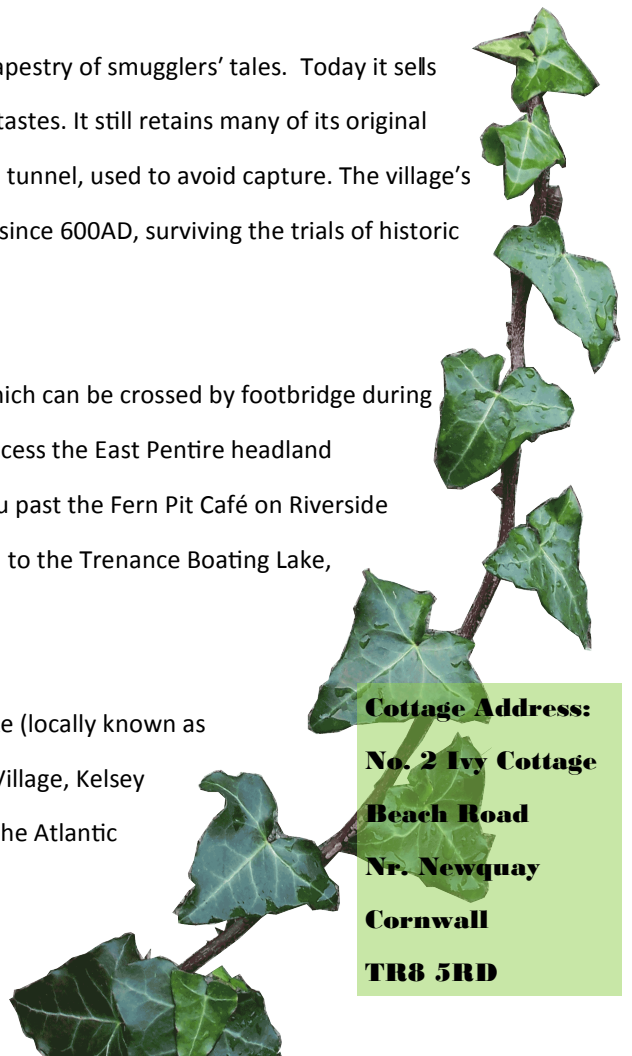 apestry of smugglers’ tales. Today it sells
tastes. It still retains many of its original
tunnel, used to avoid capture. The village’s
since 600AD, surviving the trials of historic
hich can be crossed by footbridge during
cess the East Pentire headland
u past the Fern Pit Café on Riverside
to the Trenance Boating Lake,
e (locally known as
Village, Kelsey
he Atlantic
Cottage Address:
No. 2 Ivy Cottage
Beach Road
Nr. Newquay
Cornwall
TR8 5RD